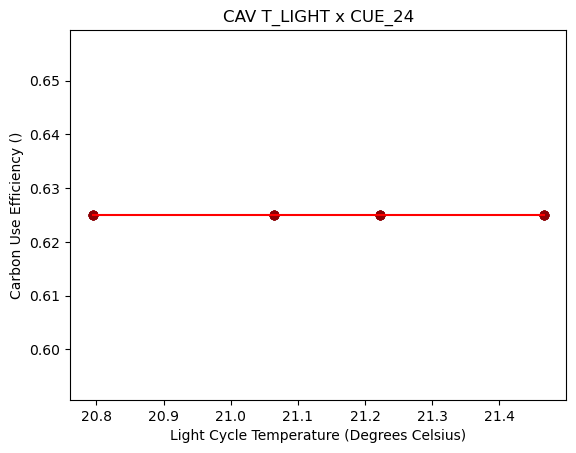 CAV T_LIGHT x CUE_24
Carbon Use Efficiency ()
0.65
0.64
0.63
0.62
0.61
0.60
20.8 20.9 21.0 21.1 21.2 21.3 21.4
Light Cycle Temperature (Degrees Celsius)